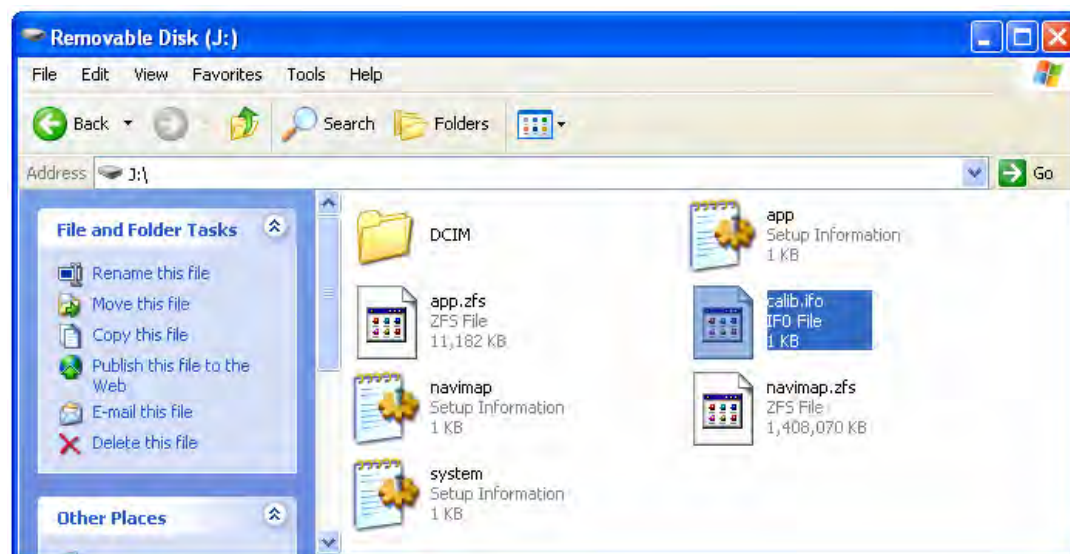 Removable Disk (J:)
File Edit View Favorites Tools Help
Back Search Folders
Address J:\ Go
File and Folder Tasks
Rename this file
Move this file
Copy this file
Publish this file to the
Web
E-mail this file
Delete this file
Other Places
DCIM
app
Setup Information
1 KB
app.zfs
ZFS File
11,182 KB
calib.ifo
IFO File
1 KB
navimap
Setup Information
1 KB
navimap.zfs
ZFS File
1,408,070 KB
system
Setup Information
1 KB